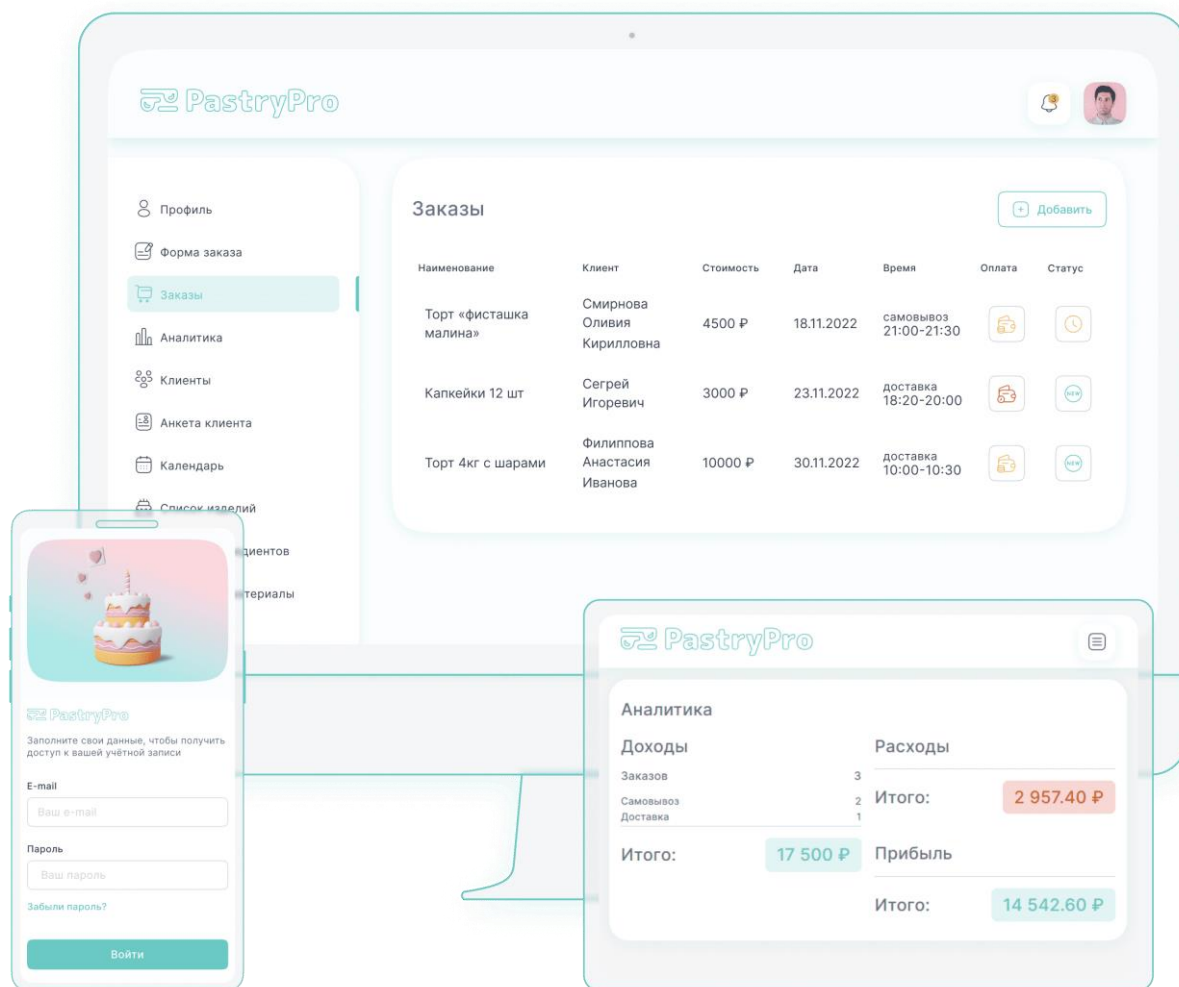 PastryPro
3
Профиль
Форма заказа
Заказы
Аналитика
Клиенты
Анкета клиента
Календарь
Список изделий
Заказы
Добавить
Наименование Клиент Стоимость Дата Время Оплата Статус
Торт «фисташка
малина»
Смирнова
Оливия
Кирилловна
4500 ₽
18.11.2022
самовывоз
21:00-21:30
Капкейки 12 шт
Сегрей
Игоревич
3000 ₽
23.11.2022
доставка
18:20-20:00
NEW
Торт 4кг с шарами
Филиппова
Анастасия
Иванова
10000 ₽
30.11.2022
доставка
10:00-10:30
NEW
PastryPro
Заполните свои данные, чтобы получить
доступ к вашей учётной записи
E-mail
Ваш e-mail
Пароль
Ваш пароль
Забыли пароль?
Войти
PastryPro
Аналитика
Доходы
Заказов 3
Самовывоз 2
Доставка 1
Итого: 17 500 ₽
Расходы
Итого: 2 957.40 ₽
Прибыль
Итого: 14 542.60 ₽